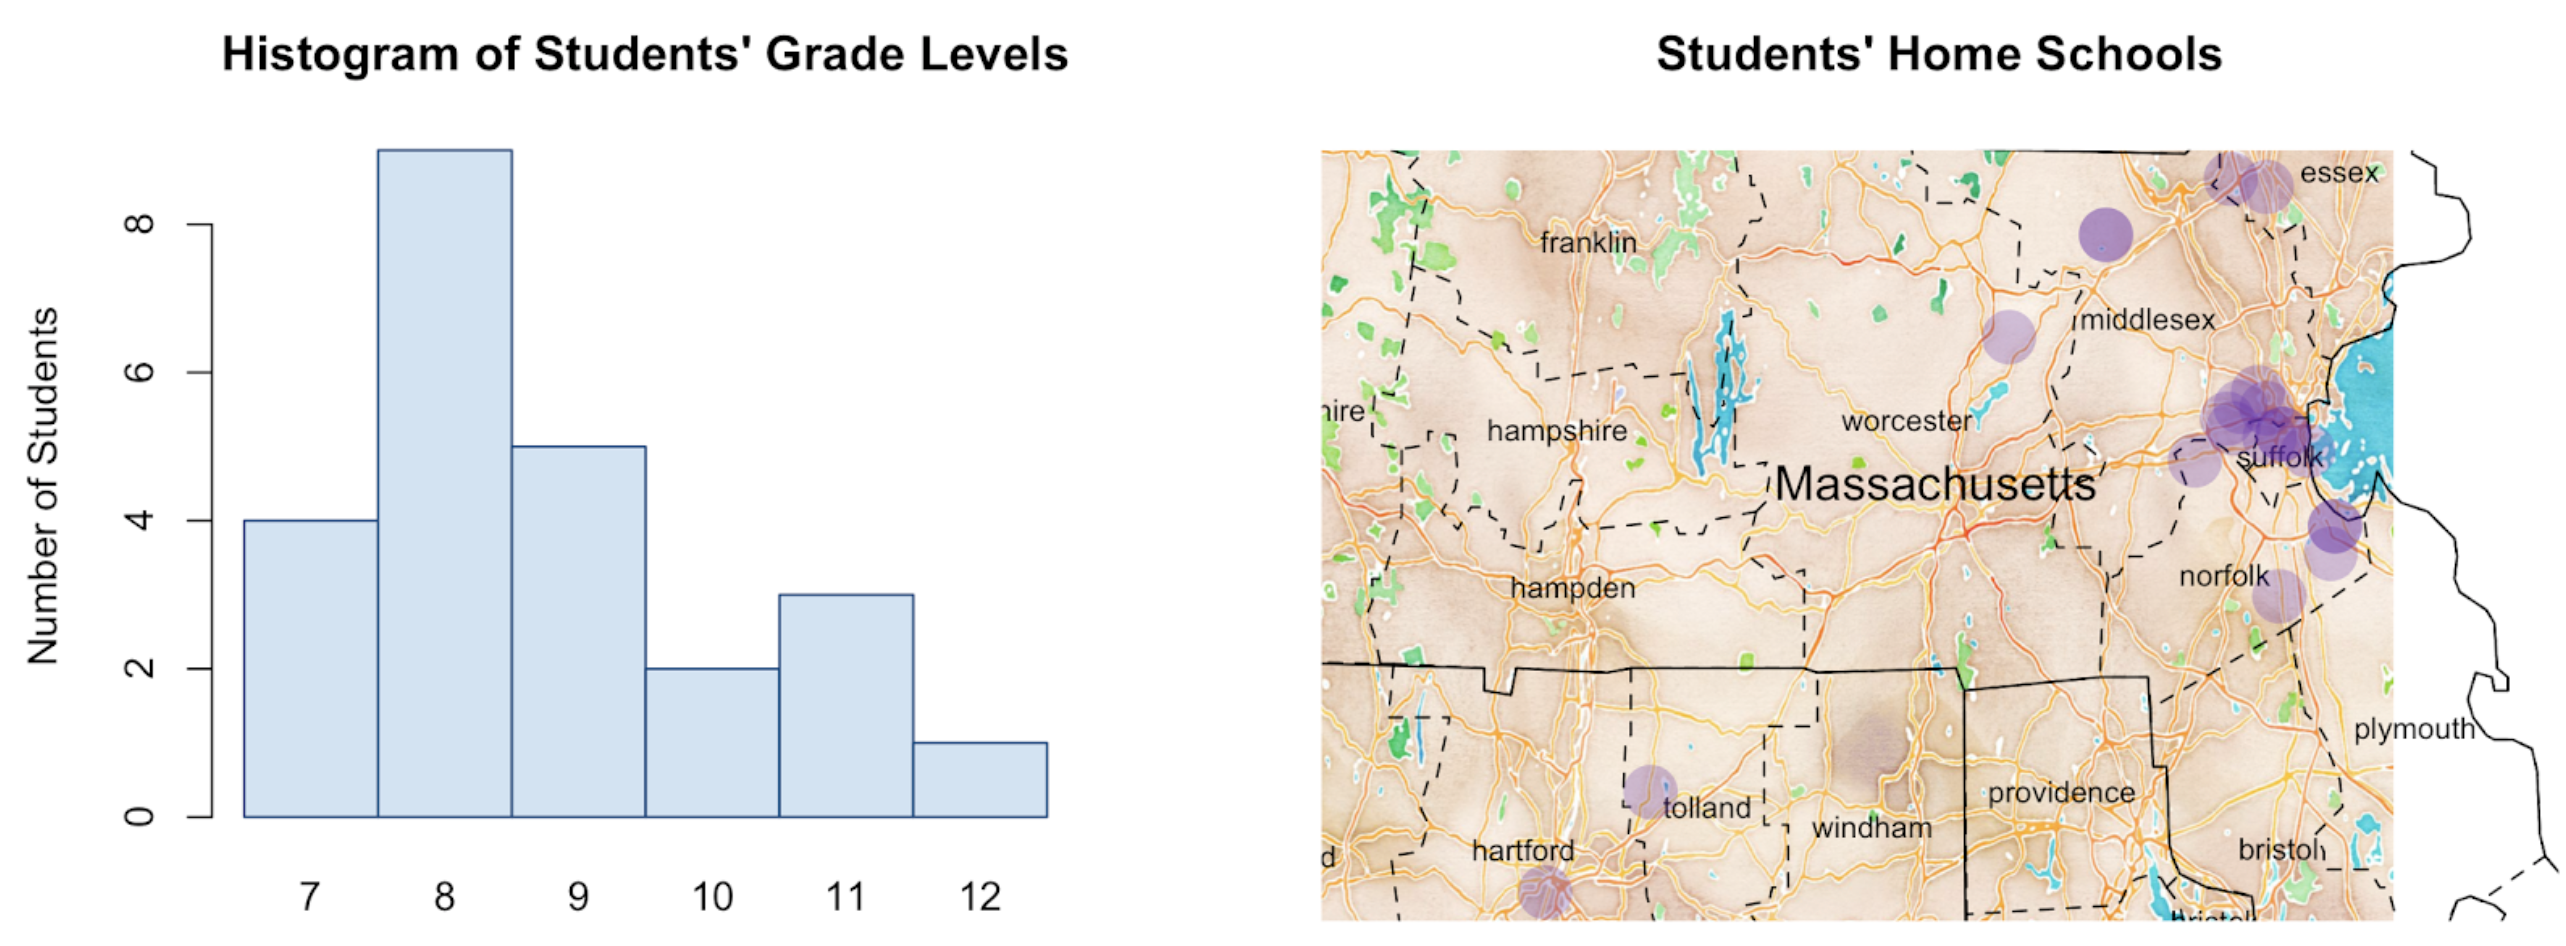 Histogram of Students' Grade Levels
Number of Students
8
6
4
2
0
7 8 9 10 11 12
Students' Home Schools
essex
franklin
middlesex
hire
hampshire
worcester
suffolk
Massachusetts
norfolk
hampden
plymouth
tolland
providence
windham
hartford
bristol
d
bristol